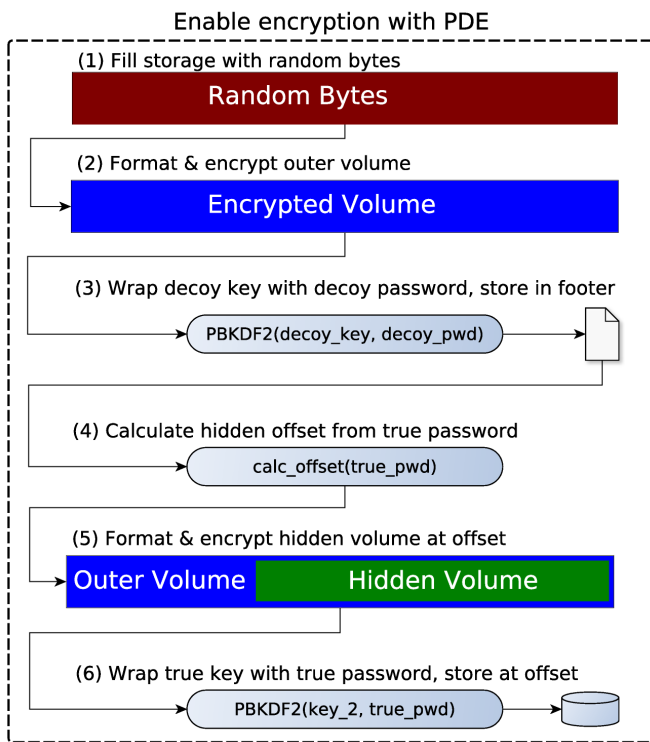 Enable encryption with PDE
(1) Fill storage with random bytes
Random Bytes
(2) Format & encrypt outer volume
Encrypted Volume
(3) Wrap decoy key with decoy password, store in footer
PBKDF2(decoy_key, decoy_pwd)
(4) Calculate hidden offset from true password
calc_offset(true_pwd)
(5) Format & encrypt hidden volume at offset
Outer Volume Hidden Volume
(6) Wrap true key with true password, store at offset
PBKDF2(key_2, true_pwd)